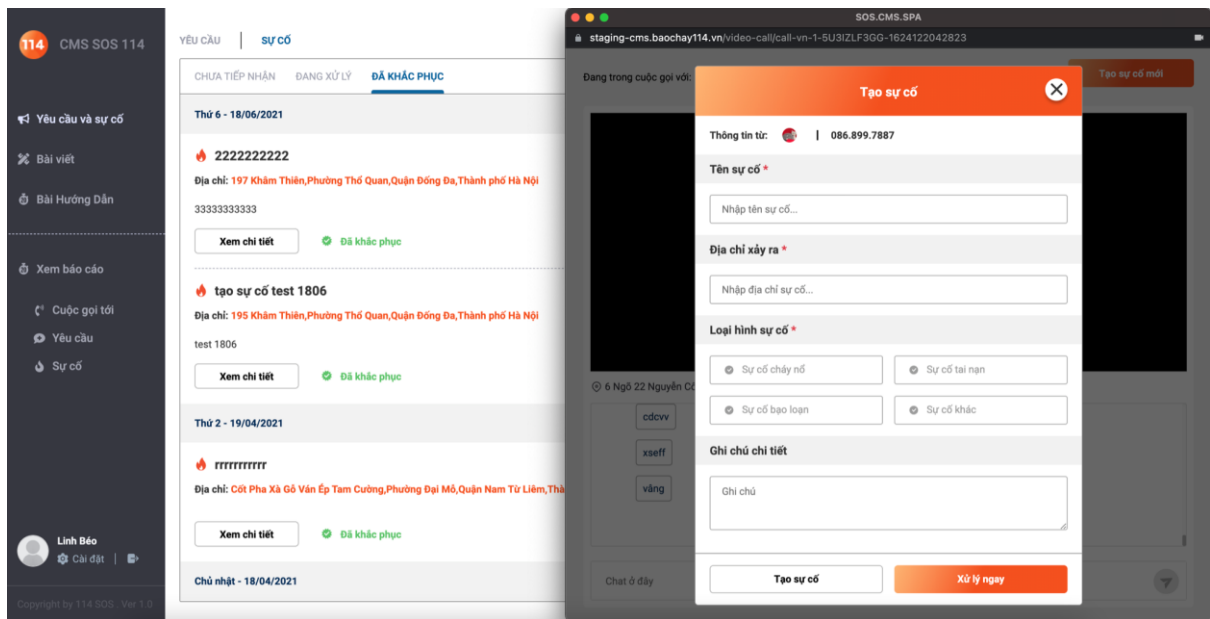 114 CMS SOS 114
Yêu cầu và sự cố
Bài viết
Bài Hướng Dẫn
Xem báo cáo
Cuộc gọi tới
Yêu cầu
Sự cố
Linh Béo
Cài đặt |
Copyright by 114 SOS . Ver 1.0
YÊU CẦU | SỰ CỐ
CHƯA TIẾP NHẬN ĐANG XỬ LÝ ĐÃ KHẮC PHỤC
Thứ 6 - 18/06/2021
2222222222
Địa chỉ: 197 Khâm Thiên,Phường Thổ Quan,Quận Đống Đa,Thành phố Hà Nội
33333333333
Xem chi tiết Đã khắc phục
tạo sự cố test 1806
Địa chỉ: 195 Khâm Thiên,Phường Thổ Quan,Quận Đống Đa,Thành phố Hà Nội
test 1806
Xem chi tiết Đã khắc phục
Thứ 2 - 19/04/2021
rrrrrrrrrrr
Địa chỉ: Cốt Pha Xà Gồ Ván Ép Tam Cường,Phường Đại Mỗ,Quận Nam Từ Liêm,Thà
Xem chi tiết Đã khắc phục
Chủ nhật - 18/04/2021
SOS.CMS.SPA
staging-cms.baochay114.vn/video-call/call-vn-1-5U3IZLF3GG-1624122042823
Đang trong cuộc gọi với:
Tạo sự cố mới
6 Ngõ 22 Nguyễn Cơ
cdcvv
xseff
vâng
Chat ở đây
Tạo sự cố
Thông tin từ: | 086.899.7887
Tên sự cố *
Nhập tên sự cố...
Địa chỉ xảy ra *
Nhập địa chỉ sự cố...
Loại hình sự cố *
Sự cố cháy nổ Sự cố tai nạn
Sự cố bạo loạn Sự cố khác
Ghi chú chi tiết
Ghi chú
Tạo sự cố Xử lý ngay